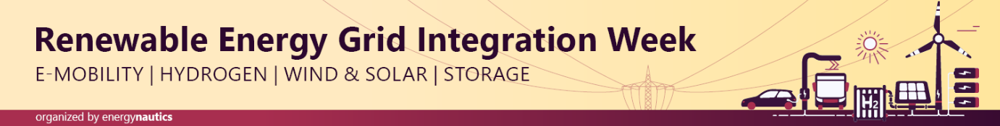 Renewable Energy Grid Integration Week
E-MOBILITY | HYDROGEN | WIND & SOLAR | STORAGE
H2
organized by energynautics